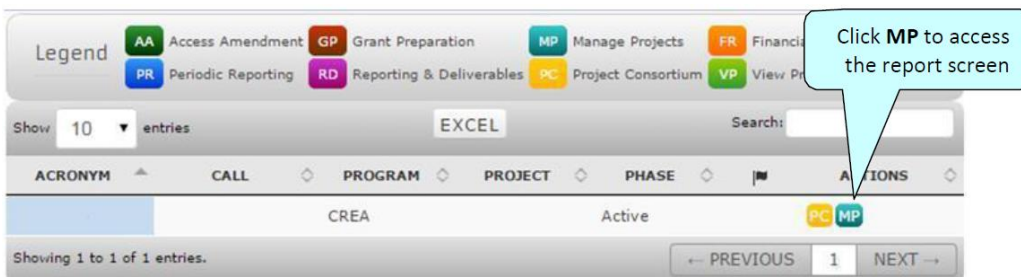 Legend AA Access Amendment GP Grant Preparation MP Manage Projects FR
PR Periodic Reporting RD Reporting & Deliverables PC Project Consortium VP View
Click MP to access
the report screen
Show 10 entries EXCEL Search:
ACRONYM CALL PROGRAM PROJECT PHASE
CREA Active PC MP
Showing 1 to 1 of 1 entries. ← PREVIOUS 1 NEXT →